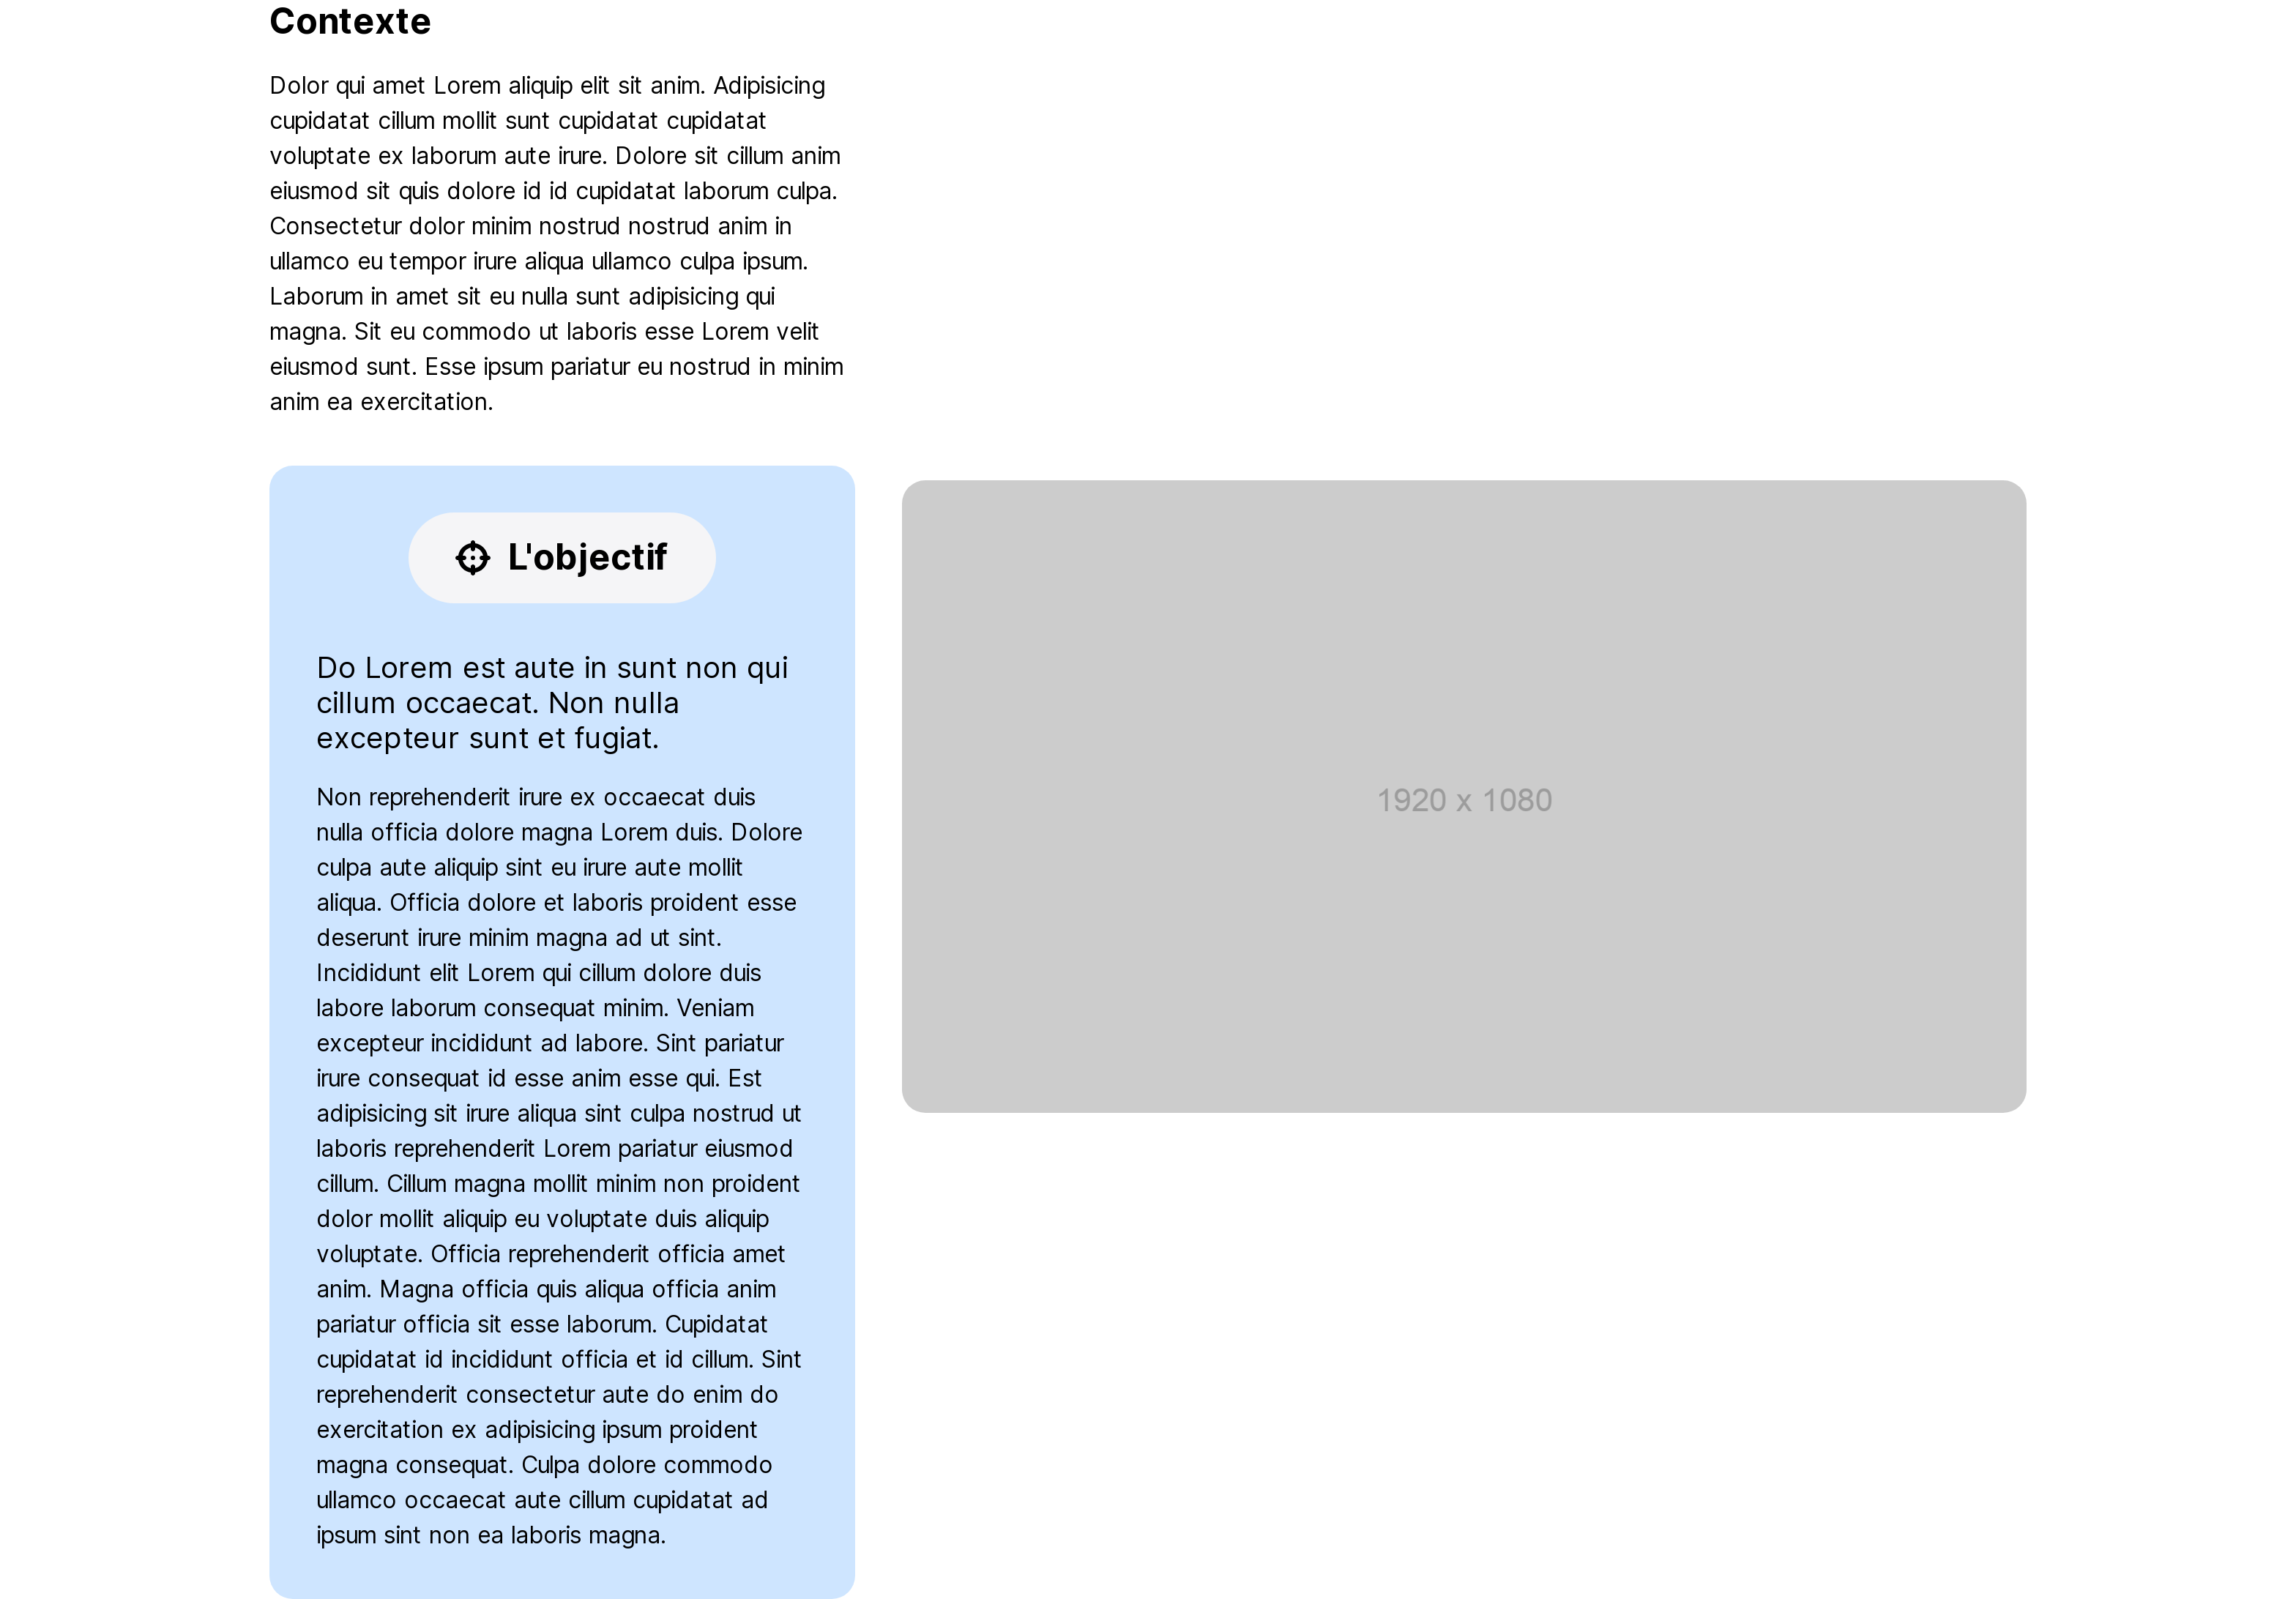 Contexte
Dolor qui amet Lorem aliquip elit sit anim. Adipisicing
cupidatat cillum mollit sunt cupidatat cupidatat
voluptate ex laborum aute irure. Dolore sit cillum anim
eiusmod sit quis dolore id id cupidatat laborum culpa.
Consectetur dolor minim nostrud nostrud anim in
ullamco eu tempor irure aliqua ullamco culpa ipsum.
Laborum in amet sit eu nulla sunt adipisicing qui
magna. Sit eu commodo ut laboris esse Lorem velit
eiusmod sunt. Esse ipsum pariatur eu nostrud in minim
anim ea exercitation.
L'objectif
Do Lorem est aute in sunt non qui
cillum occaecat. Non nulla
excepteur sunt et fugiat.
Non reprehenderit irure ex occaecat duis
nulla officia dolore magna Lorem duis. Dolore
culpa aute aliquip sint eu irure aute mollit
aliqua. Officia dolore et laboris proident esse
deserunt irure minim magna ad ut sint.
Incididunt elit Lorem qui cillum dolore duis
labore laborum consequat minim. Veniam
excepteur incididunt ad labore. Sint pariatur
irure consequat id esse anim esse qui. Est
adipisicing sit irure aliqua sint culpa nostrud ut
laboris reprehenderit Lorem pariatur eiusmod
cillum. Cillum magna mollit minim non proident
dolor mollit aliquip eu voluptate duis aliquip
voluptate. Officia reprehenderit officia amet
anim. Magna officia quis aliqua officia anim
pariatur officia sit esse laborum. Cupidatat
cupidatat id incididunt officia et id cillum. Sint
reprehenderit consectetur aute do enim do
exercitation ex adipisicing ipsum proident
magna consequat. Culpa dolore commodo
ullamco occaecat aute cillum cupidatat ad
ipsum sint non ea laboris magna.
1920 x 1080